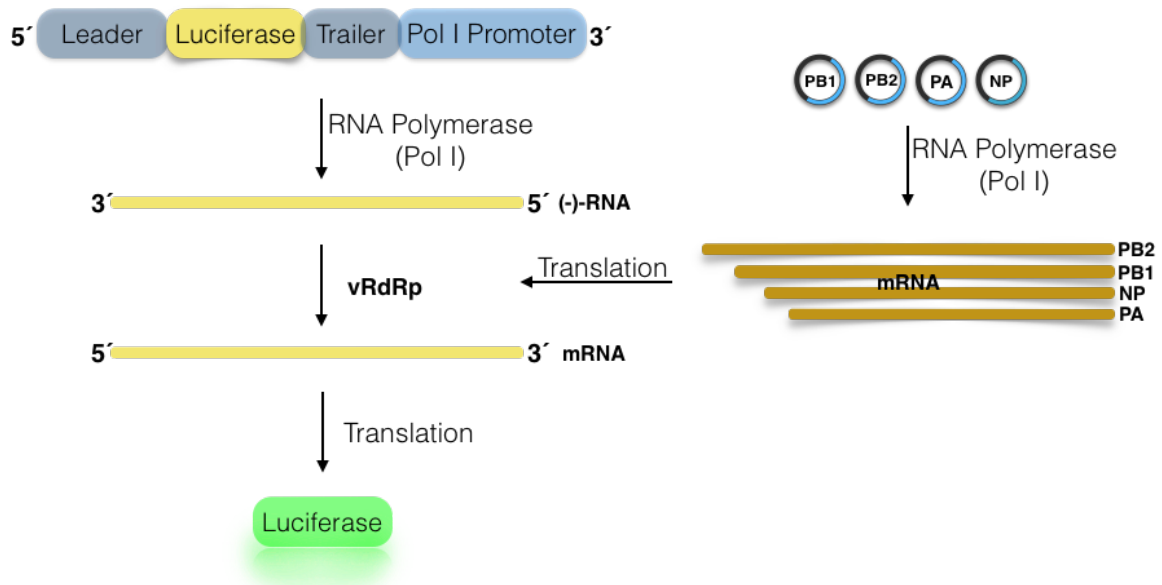 5´ Leader Luciferase Trailer Pol I Promoter 3´
RNA Polymerase
(Pol I)
3´ 5´ (-)-RNA
vRdRp
5´ 3´ mRNA
Translation
Luciferase
PB1 PB2 PA NP
RNA Polymerase
(Pol I)
PB2
PB1
mRNA
NP
PA
Translation